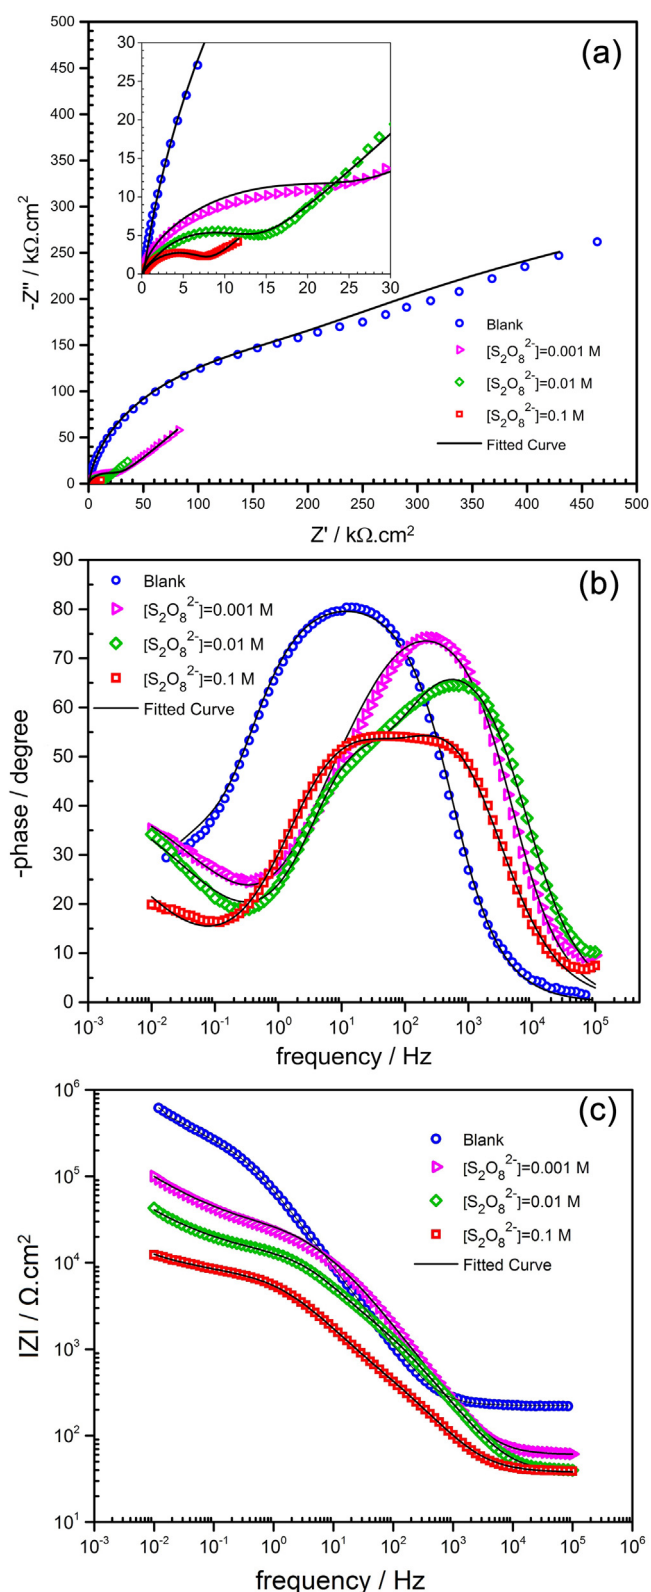 (a)
500
450
400
350
300
250
200
150
100
50
0
-Z" / kΩ.cm²
30
25
20
15
10
5
0
0 5 10 15 20 25 30
Blank
[S₂O₈²⁻]=0.001 M
[S₂O₈²⁻]=0.01 M
[S₂O₈²⁻]=0.1 M
Fitted Curve
0 50 100 150 200 250 300 350 400 450 500
Z' / kΩ.cm²
(b)
90
80
70
60
50
40
30
20
10
0
-phase / degree
Blank
[S₂O₈²⁻]=0.001 M
[S₂O₈²⁻]=0.01 M
[S₂O₈²⁻]=0.1 M
Fitted Curve
10⁻³ 10⁻² 10⁻¹ 10⁰ 10¹ 10² 10³ 10⁴ 10⁵
frequency / Hz
(c)
10⁶
10⁵
10⁴
10³
10²
10¹
IZI / Ω.cm²
Blank
[S₂O₈²⁻]=0.001 M
[S₂O₈²⁻]=0.01 M
[S₂O₈²⁻]=0.1 M
Fitted Curve
10⁻³ 10⁻² 10⁻¹ 10⁰ 10¹ 10² 10³ 10⁴ 10⁵ 10⁶
frequency / Hz